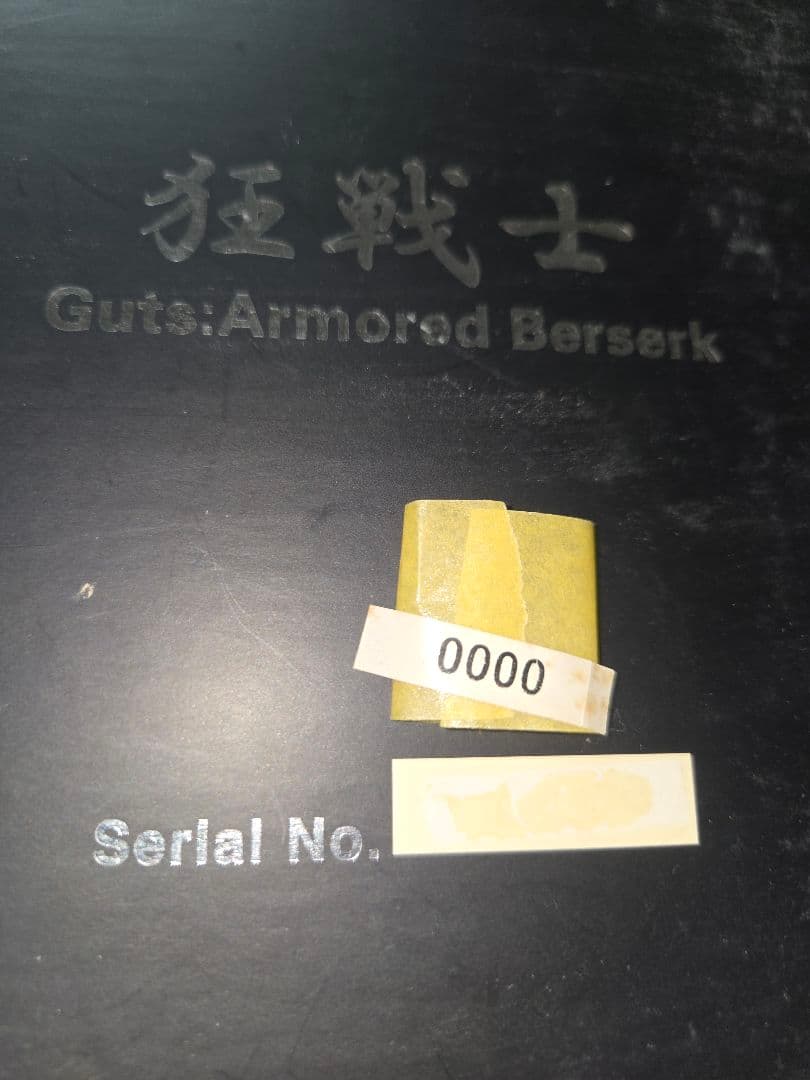 狂戦士
Guts:Armored Berserk
0000
Serial No.